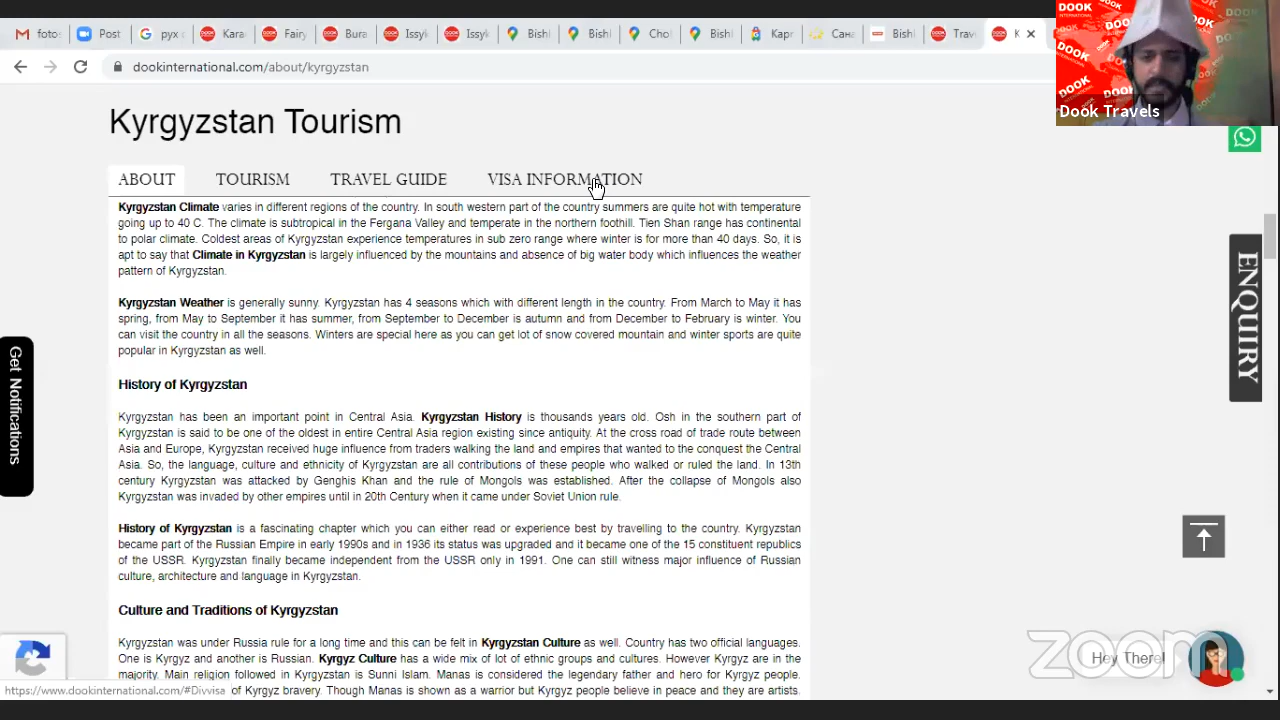 fotos
Post
рух
Kara
Fairy
Bura
Issyk
Issyk
Bishk
Bishk
Cho
Bishk
Карт
Сана
Bishk
Trav
K
dookinternational.com/about/kyrgyzstan
DOOK
INTERNATIONAL
DOOK
DOOK
DOOK
Dook Travels
Kyrgyzstan Tourism
ABOUT TOURISM TRAVEL GUIDE VISA INFORMATION
Kyrgyzstan Climate varies in different regions of the country. In south western part of the country summers are quite hot with temperature
going up to 40 C. The climate is subtropical in the Fergana Valley and temperate in the northern foothill. Tien Shan range has continental
to polar climate. Coldest areas of Kyrgyzstan experience temperatures in sub zero range where winter is for more than 40 days. So, it is
apt to say that Climate in Kyrgyzstan is largely influenced by the mountains and absence of big water body which influences the weather
pattern of Kyrgyzstan.
Kyrgyzstan Weather is generally sunny. Kyrgyzstan has 4 seasons which with different length in the country. From March to May it has
spring, from May to September it has summer, from September to December is autumn and from December to February is winter. You
can visit the country in all the seasons. Winters are special here as you can get lot of snow covered mountain and winter sports are quite
popular in Kyrgyzstan as well.
History of Kyrgyzstan
Kyrgyzstan has been an important point in Central Asia. Kyrgyzstan History is thousands years old. Osh in the southern part of
Kyrgyzstan is said to be one of the oldest in entire Central Asia region existing since antiquity. At the cross road of trade route between
Asia and Europe, Kyrgyzstan received huge influence from traders walking the land and empires that wanted to the conquest the Central
Asia. So, the language, culture and ethnicity of Kyrgyzstan are all contributions of these people who walked or ruled the land. In 13th
century Kyrgyzstan was attacked by Genghis Khan and the rule of Mongols was established. After the collapse of Mongols also
Kyrgyzstan was invaded by other empires until in 20th Century when it came under Soviet Union rule.
History of Kyrgyzstan is a fascinating chapter which you can either read or experience best by travelling to the country. Kyrgyzstan
became part of the Russian Empire in early 1990s and in 1936 its status was upgraded and it became one of the 15 constituent republics
of the USSR. Kyrgyzstan finally became independent from the USSR only in 1991. One can still witness major influence of Russian
culture, architecture and language in Kyrgyzstan.
Culture and Traditions of Kyrgyzstan
Kyrgyzstan was under Russia rule for a long time and this can be felt in Kyrgyzstan Culture as well. Country has two official languages.
One is Kyrgyz and another is Russian. Kyrgyz Culture has a wide mix of lot of ethnic groups and cultures. However Kyrgyz are in the
majority. Main religion followed in Kyrgyzstan is Sunni Islam. Manas is considered the legendary father and hero for Kyrgyz people.
of Kyrgyz bravery. Though Manas is shown as a warrior but Kyrgyz people believe in peace and they are artists.
https://www.dookinternational.com/#Divvisa
Get Notifications
ENQUIRY
Hey There!
zoom